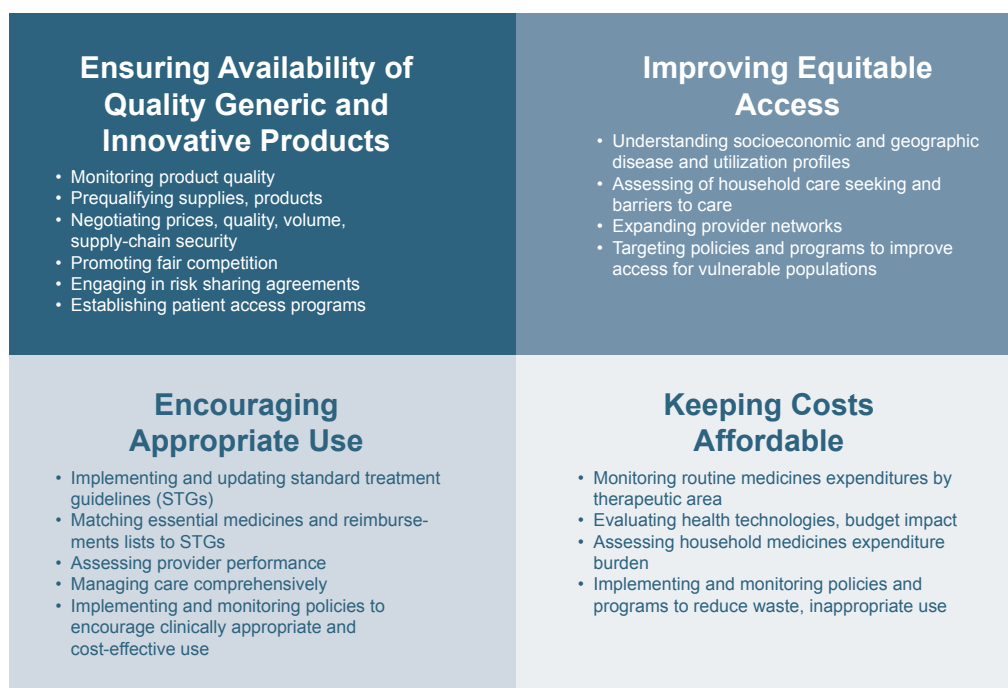 Ensuring Availability of
Quality Generic and
Innovative Products
• Monitoring product quality
• Prequalifying supplies, products
• Negotiating prices, quality, volume,
supply-chain security
• Promoting fair competition
• Engaging in risk sharing agreements
• Establishing patient access programs
Improving Equitable
Access
• Understanding socioeconomic and geographic
disease and utilization profiles
• Assessing of household care seeking and
barriers to care
• Expanding provider networks
• Targeting policies and programs to improve
access for vulnerable populations
Encouraging
Appropriate Use
• Implementing and updating standard treatment
guidelines (STGs)
• Matching essential medicines and reimburse-
ments lists to STGs
• Assessing provider performance
• Managing care comprehensively
• Implementing and monitoring policies to
encourage clinically appropriate and
cost-effective use
Keeping Costs
Affordable
• Monitoring routine medicines expenditures by
therapeutic area
• Evaluating health technologies, budget impact
• Assessing household medicines expenditure
burden
• Implementing and monitoring policies and
programs to reduce waste, inappropriate use